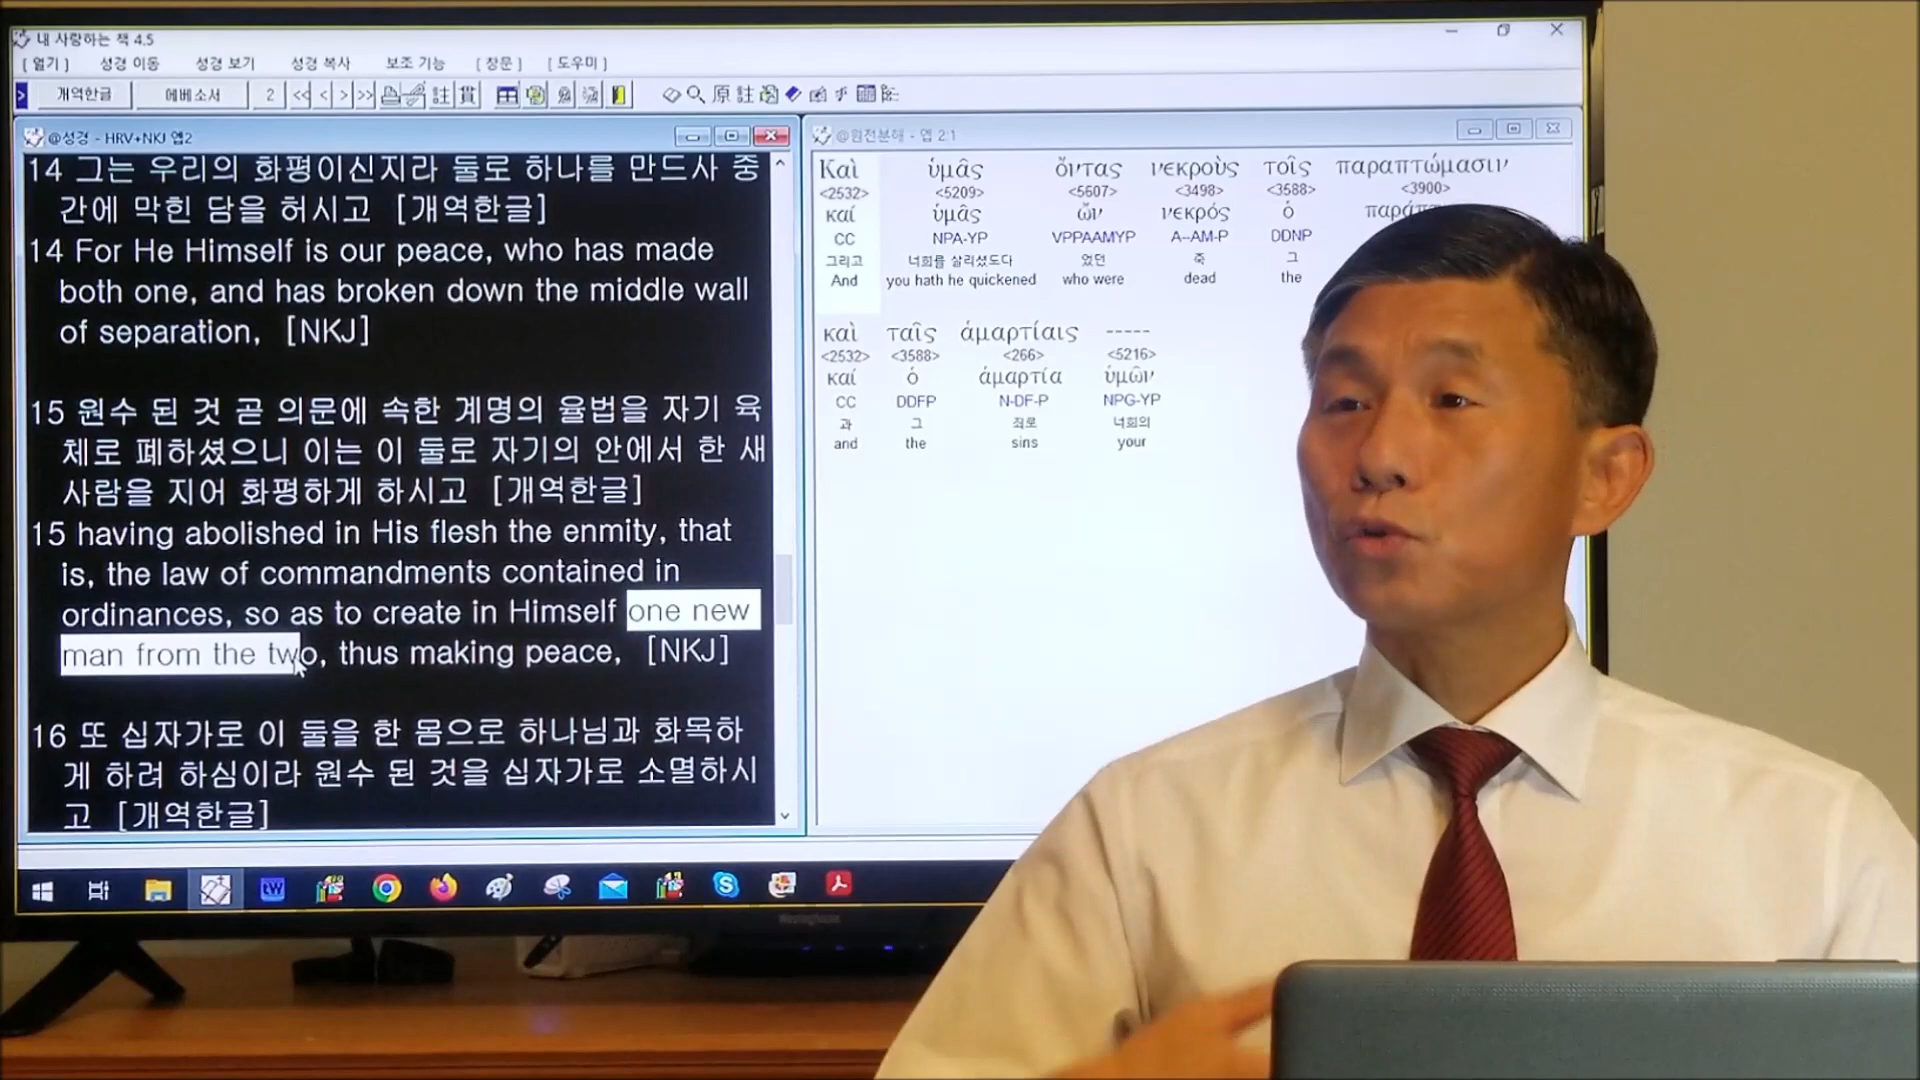 내 사랑하는 책 4.5
[ 열기 ] 성경 이동 성경 보기 성경 복사 보조 기능 [ 창문 ] [ 도우미 ]
개역한글 에베소서 2 << < > >> 註 貫 原 註
@성경 - HRV+NKJ 엡2
14 그는 우리의 화평이신지라 둘로 하나를 만드사 중
간에 막힌 담을 허시고 [개역한글]
14 For He Himself is our peace, who has made
both one, and has broken down the middle wall
of separation, [NKJ]
15 원수 된 것 곧 의문에 속한 계명의 율법을 자기 육
체로 폐하셨으니 이는 이 둘로 자기의 안에서 한 새
사람을 지어 화평하게 하시고 [개역한글]
15 having abolished in His flesh the enmity, that
is, the law of commandments contained in
ordinances, so as to create in Himself one new
man from the two, thus making peace, [NKJ]
16 또 십자가로 이 둘을 한 몸으로 하나님과 화목하
게 하려 하심이라 원수 된 것을 십자가로 소멸하시
고 [개역한글]
@원전분해 - 엡 2:1
Καὶ ὑμᾶς ὄντας νεκροὺς τοῖς παραπτώμασιν
<2532> <5209> <5607> <3498> <3588> <3900>
καί ὑμᾶς ὤν νεκρός ὁ
CC NPA-YP VPPAAMYP A--AM-P DDNP
그리고 너희를 살리셨도다 었던 죽 그
And you hath he quickened who were dead the
καὶ ταῖς ἁμαρτίαις -----
<2532> <3588> <266> <5216>
καί ὁ ἁμαρτία ὑμῶν
CC DDFP N-DF-P NPG-YP
과 그 죄로 너희의
and the sins your
tw
Westinghouse